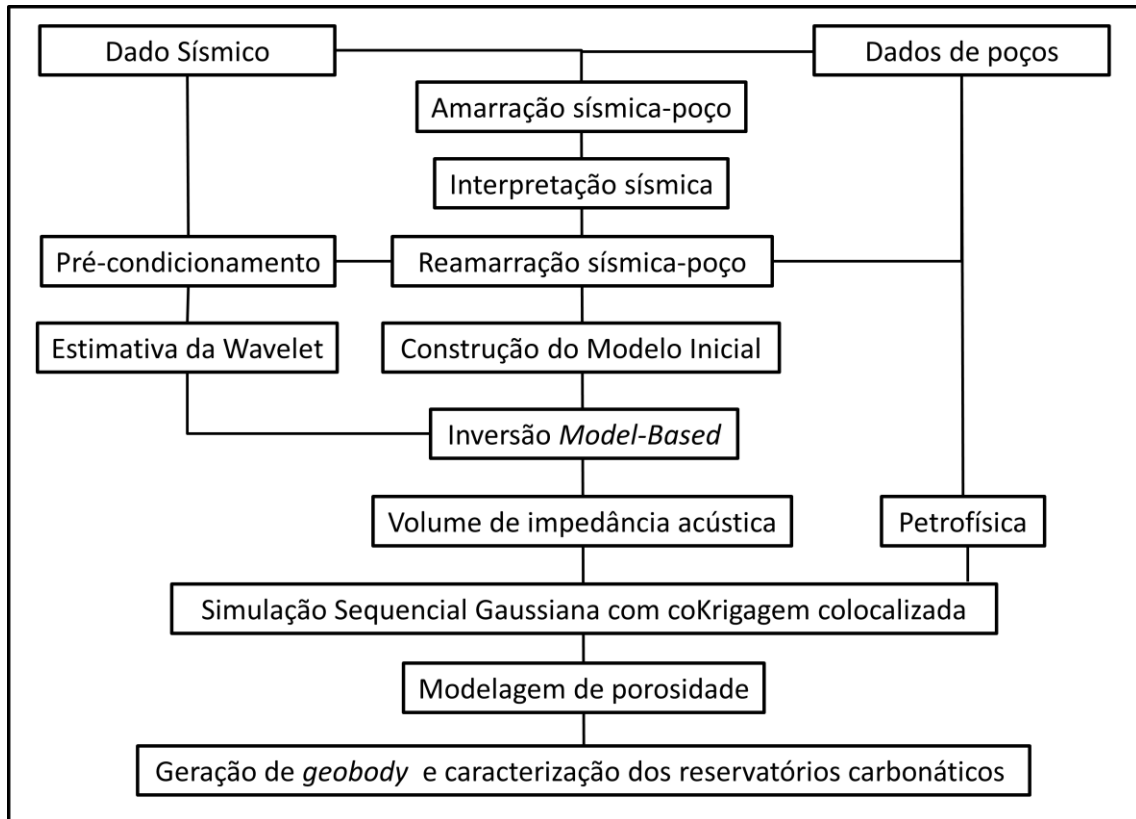 Dado Sísmico
Dados de poços
Amarração sísmica-poço
Interpretação sísmica
Pré-condicionamento
Reamarração sísmica-poço
Estimativa da Wavelet
Construção do Modelo Inicial
Inversão Model-Based
Volume de impedância acústica
Petrofísica
Simulação Sequencial Gaussiana com coKrigagem colocalizada
Modelagem de porosidade
Geração de geobody e caracterização dos reservatórios carbonáticos